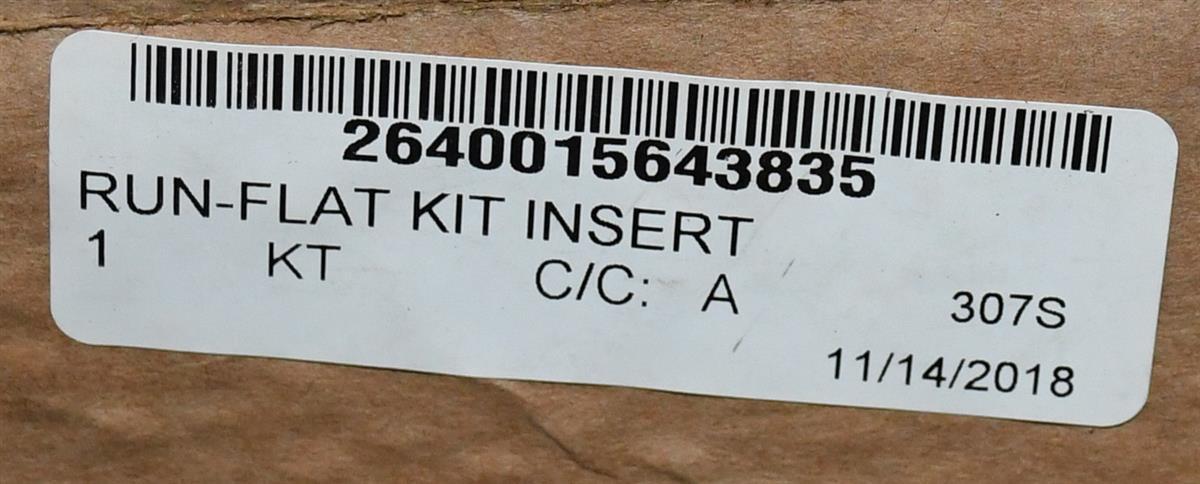 2640015643835
RUN-FLAT KIT INSERT
1 KT C/C: A 307S
11/14/2018